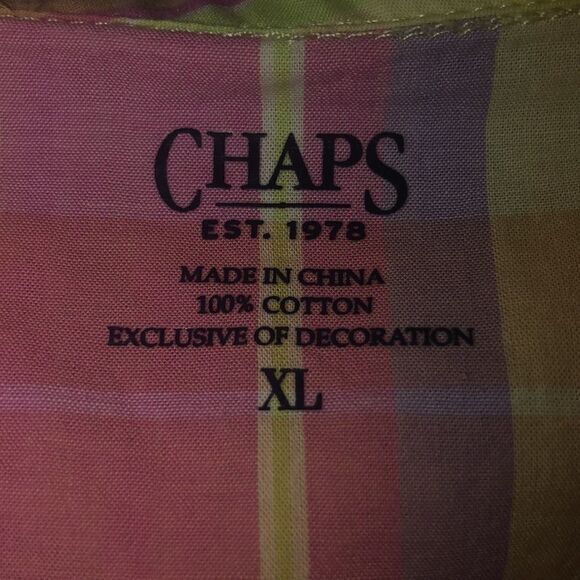 CHAPS
EST. 1978
MADE IN CHINA
100% COTTON
EXCLUSIVE OF DECORATION
XL